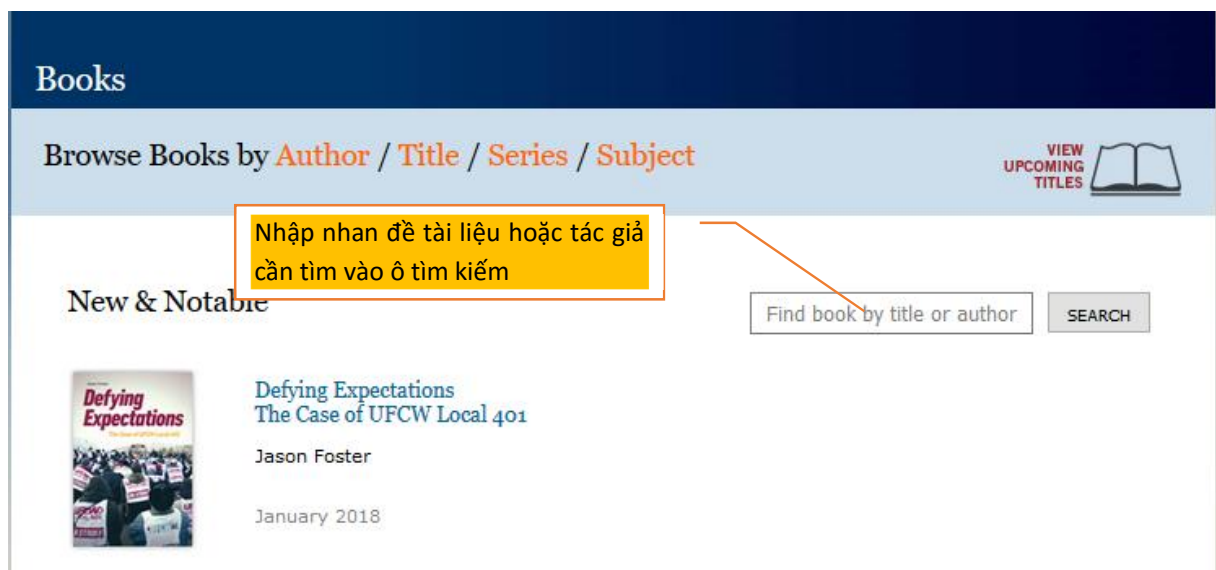 Books
Browse Books by Author / Title / Series / Subject
VIEW
UPCOMING
TITLES
Nhập nhan đề tài liệu hoặc tác giả
cần tìm vào ô tìm kiếm
New & Notable
Find book by title or author
SEARCH
Defying
Expectations
Defying Expectations
The Case of UFCW Local 401
Jason Foster
January 2018